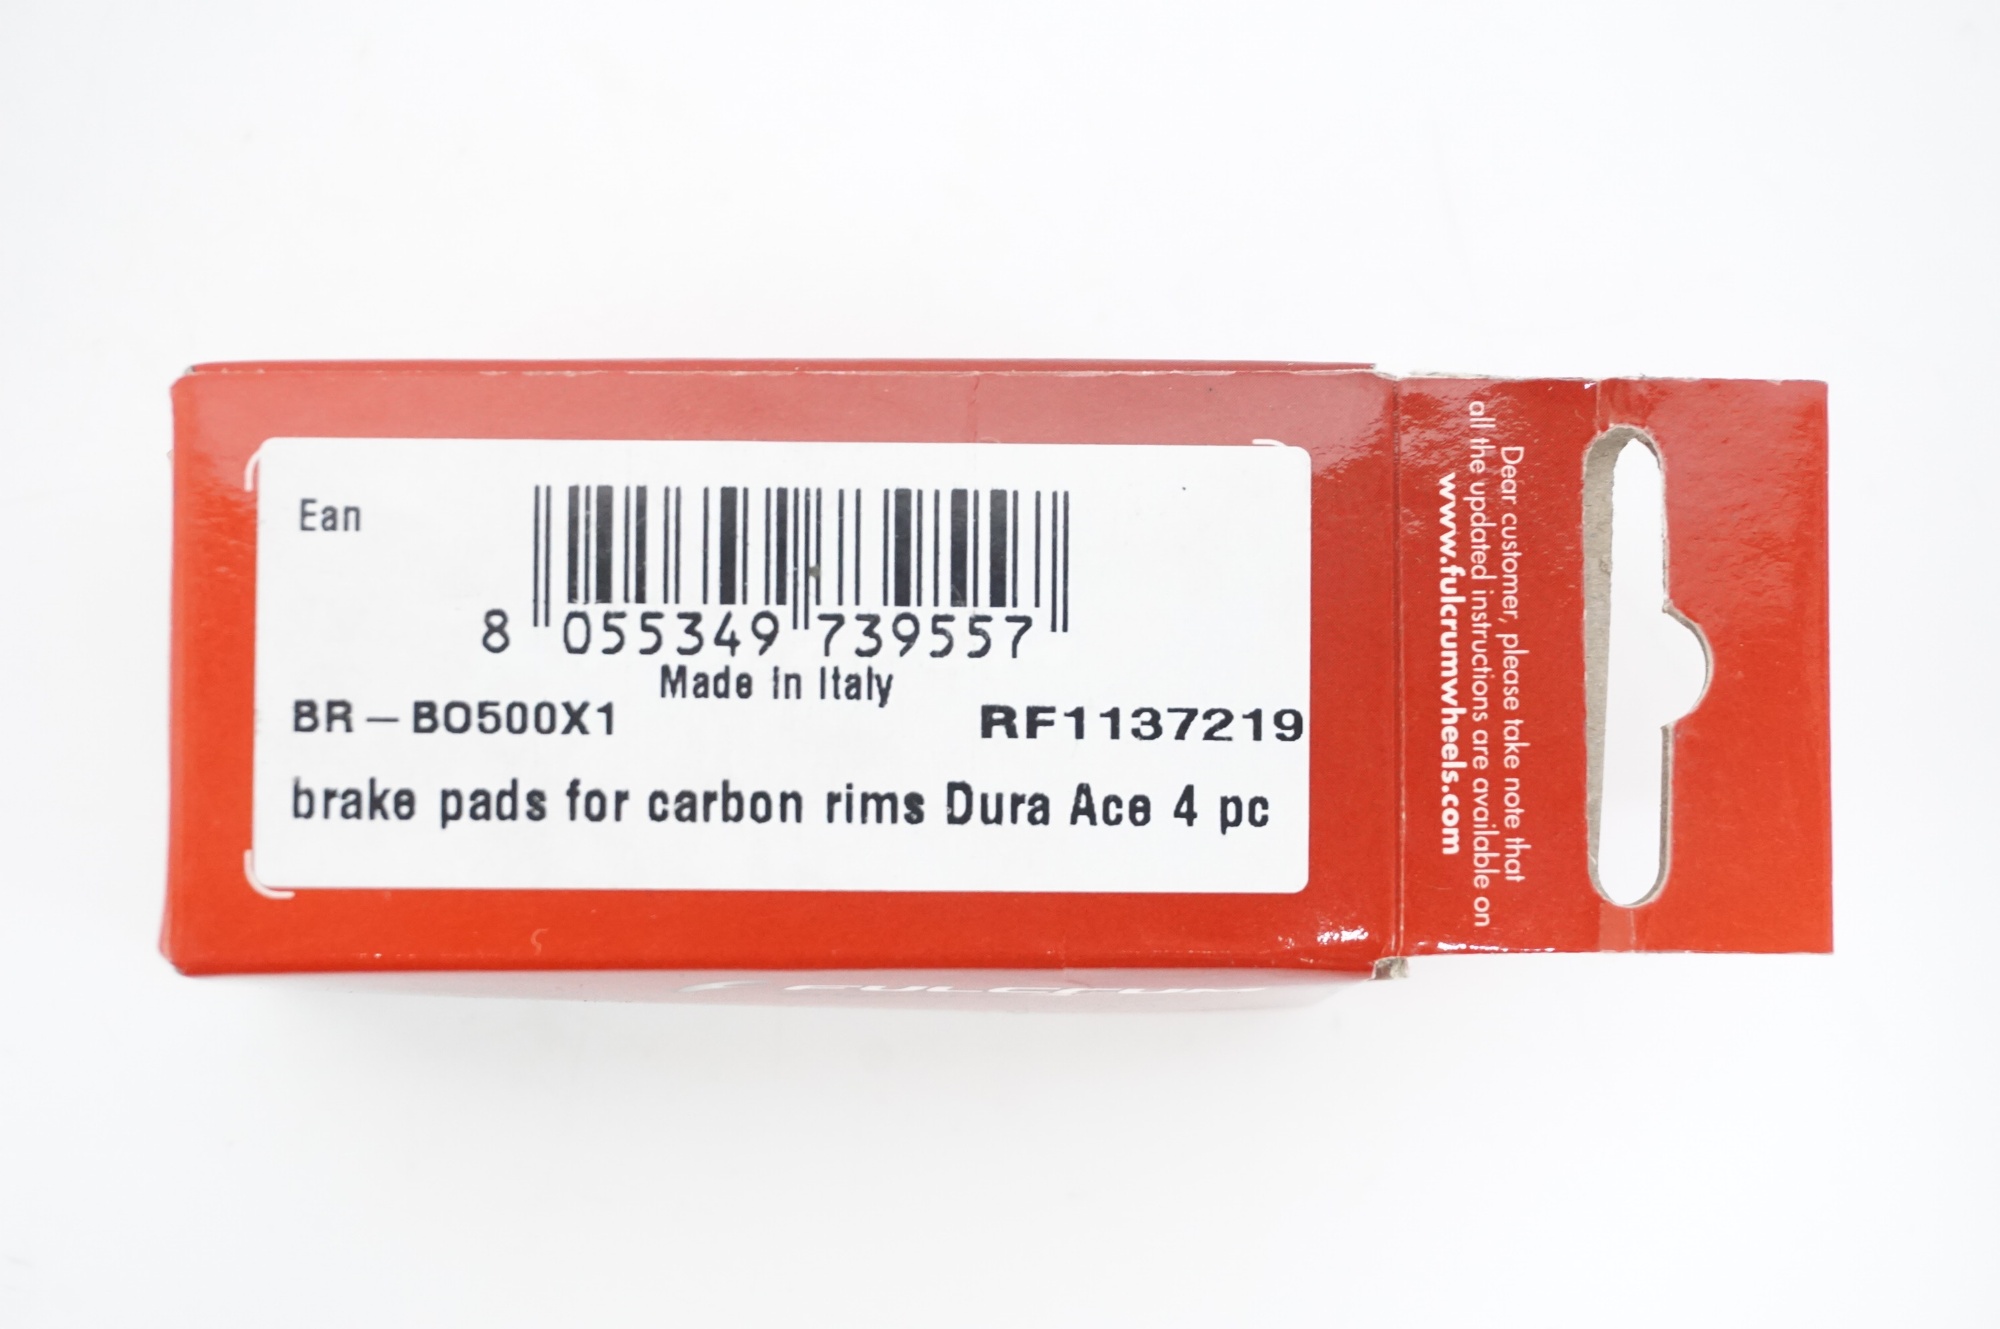 Ean
8 055349 739557
Made in Italy
BR-BO500X1 RF1137219
brake pads for carbon rims Dura Ace 4 pc
Dear customer, please take note that
all the updated instructions are available on
www.fulcrumwheels.com
FULCRUM